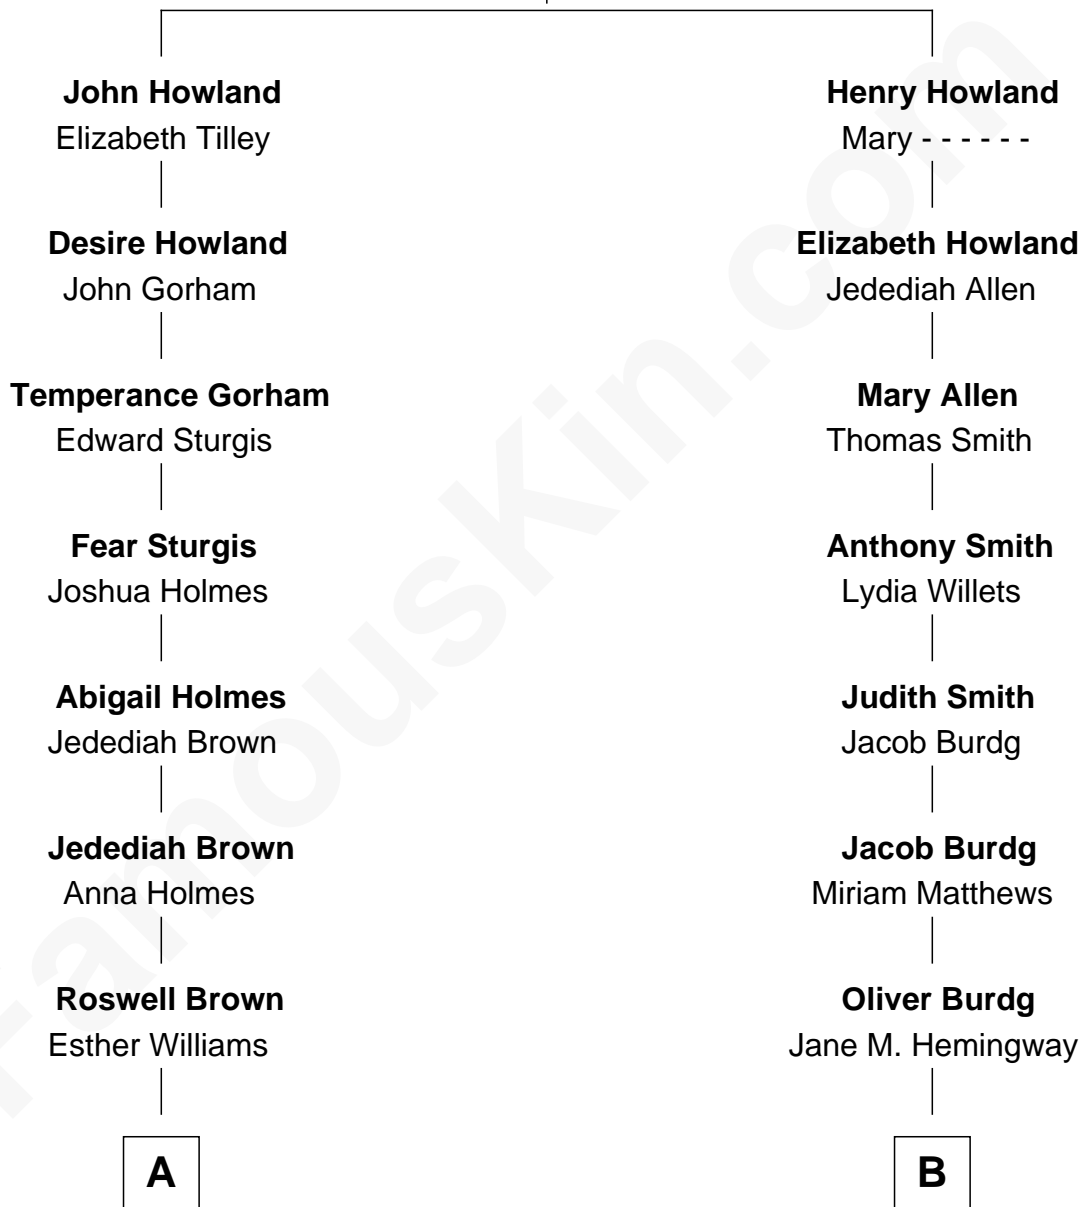 John Howland
Elizabeth Tilley
Desire Howland
John Gorham
Temperance Gorham
Edward Sturgis
Fear Sturgis
Joshua Holmes
Abigail Holmes
Jedediah Brown
Jedediah Brown
Anna Holmes
Roswell Brown
Esther Williams
A
Henry Howland
Mary - - - - - -
Elizabeth Howland
Jedediah Allen
Mary Allen
Thomas Smith
Anthony Smith
Lydia Willets
Judith Smith
Jacob Burdg
Jacob Burdg
Miriam Matthews
Oliver Burdg
Jane M. Hemingway
B
FamousKin.com